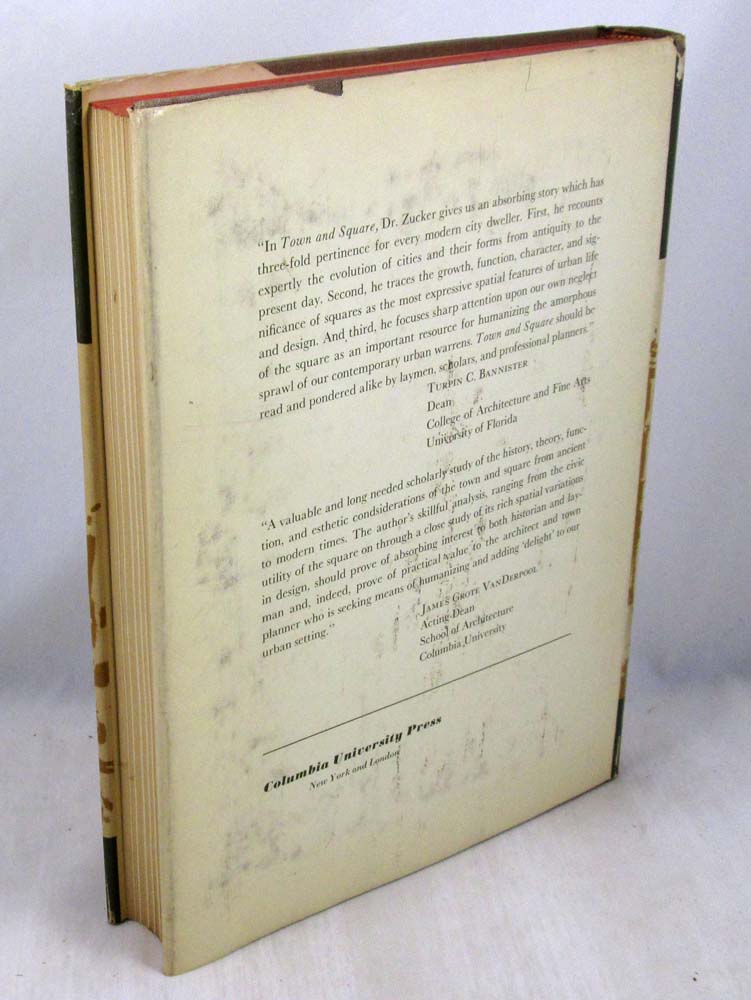 “In Town and Square, Dr. Zucker gives us an absorbing story which has
three-fold pertinence for every modern city dweller. First, he recounts
expertly the evolution of cities and their forms from antiquity to the
present day. Second, he traces the growth, function, character, and sig-
nificance of squares as the most expressive spatial features of urban life
and design. And third, he focuses sharp attention upon our own neglect
of the square as an important resource for humanizing the amorphous
sprawl of our contemporary urban warrens. Town and Square should be
read and pondered alike by laymen, scholars, and professional planners.”
TURPIN C. BANNISTER
Dean
College of Architecture and Fine Arts
University of Florida
“A valuable and long needed scholarly study of the history, theory, func-
tion, and esthetic condsiderations of the town and square from ancient
to modern times. The author’s skillful analysis, ranging from the civic
utility of the square on through a close study of its rich spatial variations
in design, should prove of absorbing interest to both historian and lay-
man and, indeed, prove of practical value to the architect and town
planner who is seeking means of humanizing and adding ‘delight’ to our
urban setting.”
JAMES GROTE VANDERPOOL
Acting Dean
School of Architecture
Columbia University
Columbia University Press
New York and London